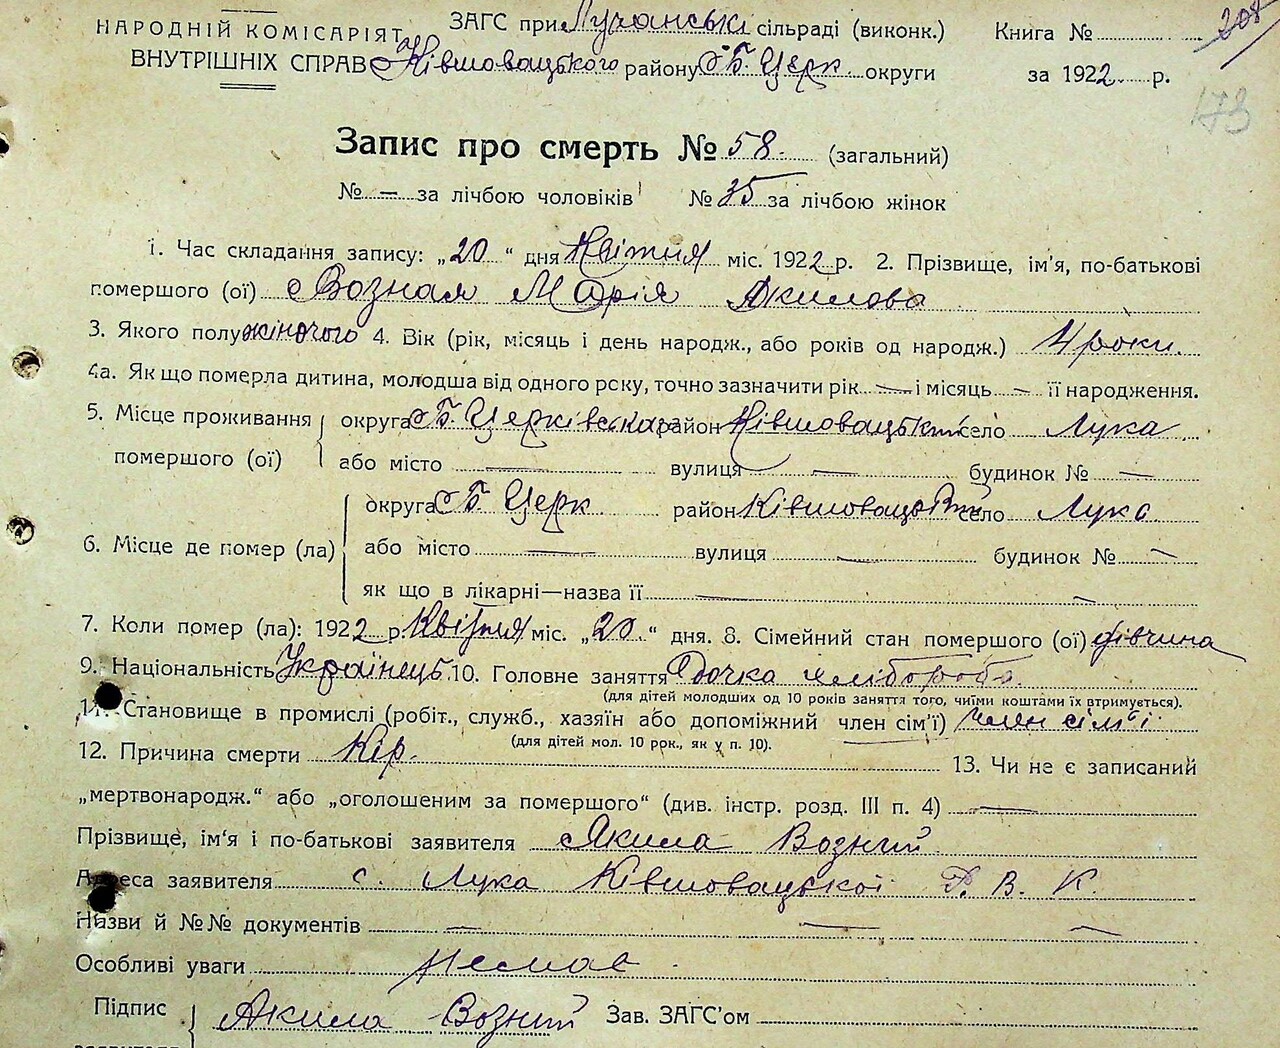 НАРОДНІЙ КОМІСАРІЯТ
ВНУТРІШНІХ СПРАВ
ЗАГС при Лучанські сільраді (виконк.) Книга №
Ківшовацького району Б. Церк. округи за 1922 р.
208
173
Запис про смерть № 58. (загальний)
№ — за лічбою чоловіків № 35 за лічбою жінок
1. Час складання запису: „20“ дня Квітня міс. 1922 р. 2. Прізвище, ім'я, по-батькові
помершого (ої) Возная Марія Акилова
3. Якого полу жіночого 4. Вік (рік, місяць і день народж., або років од народж.) 4 роки.
4а. Як що померла дитина, молодша від одного рску, точно зазначити рік — і місяць — її народження.
5. Місце проживання округа Б. Церківська район Ківшовацький село Лука
помершого (ої) або місто — вулиця — будинок № —
округа Б. Церк район Ківшовацький село Лука
6. Місце де помер (ла) або місто — вулиця — будинок № —
як що в лікарні—назва її —
7. Коли помер (ла): 1922 р. Квітня міс. „20.“ дня. 8. Сімейний стан помершого (ої) дівчина
9. Національність Українець. 10. Головне заняття Дочка хлібороба.
(для дітей молодших од 10 років заняття того, чиїми коштами їх втримується).
11. Становище в промислі (робіт., служб., хазяїн або допоміжний член сім'ї) член сім'ї.
(для дітей мол. 10 рок., як у п. 10).
12. Причина смерти Кір. 13. Чи не є записаний
„мертвонародж.“ або „оголошеним за помершого“ (див. інстр. розд. III п. 4) —
Прізвище, ім'я і по-батькові заявителя Якила Возний
Адреса заявителя с. Лука Ківшовацької Р. В. К.
Назви й №№ документів — — —
Особливі уваги Немає.
Підпис Акила Возний Зав. ЗАГС'ом
заявителя